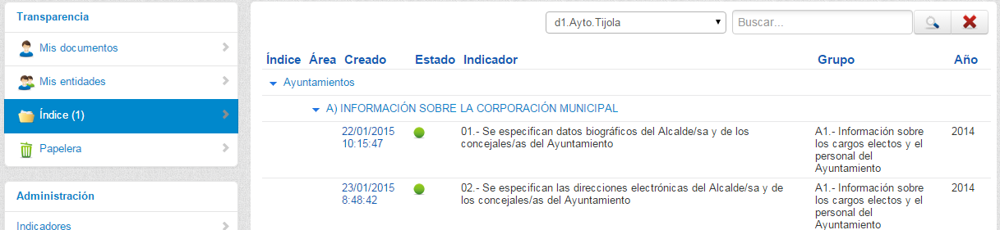 Transparencia
Mis documentos
Mis entidades
Índice (1)
Papelera
Administración
Indicadores
d1.Ayto.Tijola
Buscar...
Índice Área Creado Estado Indicador Grupo Año
Ayuntamientos
A) INFORMACIÓN SOBRE LA CORPORACIÓN MUNICIPAL
22/01/2015
10:15:47
01.- Se especifican datos biográficos del Alcalde/sa y de los
concejales/as del Ayuntamiento
A1.- Información sobre
los cargos electos y el
personal del
Ayuntamiento
2014
23/01/2015
8:48:42
02.- Se especifican las direcciones electrónicas del Alcalde/sa y de
los concejales/as del Ayuntamiento
A1.- Información sobre
los cargos electos y el
personal del
Ayuntamiento
2014